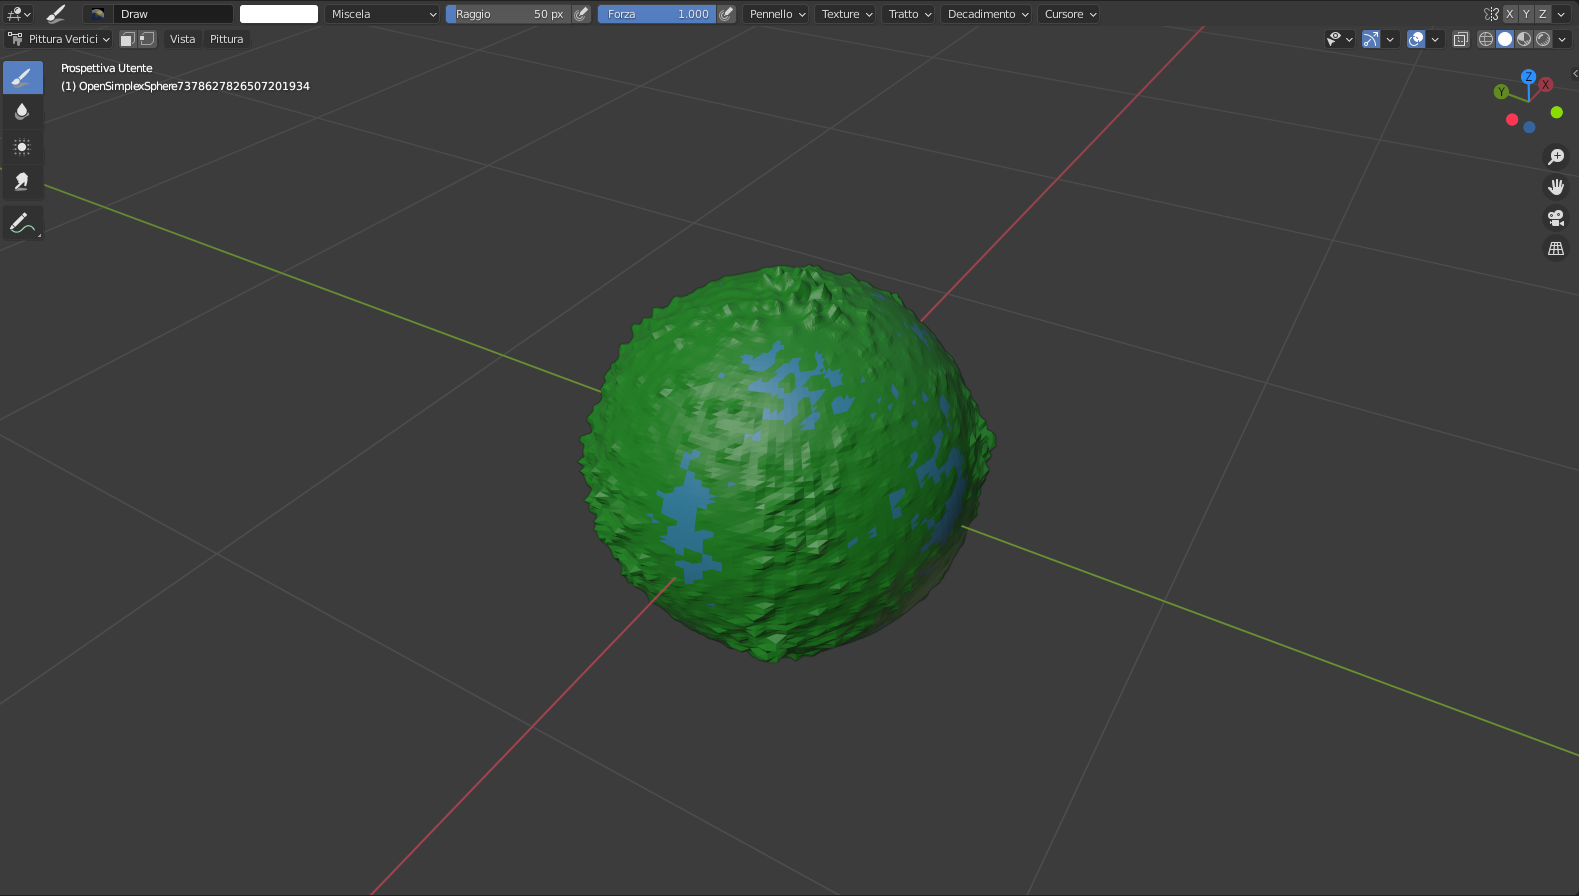 Draw Miscela Raggio 50 px Forza 1.000 Pennello Texture Tratto Decadimento Cursore X Y Z
Pittura Vertici Vista Pittura
Prospettiva Utente
(1) OpenSimplexSphere7378627826507201934
Z
X
Y